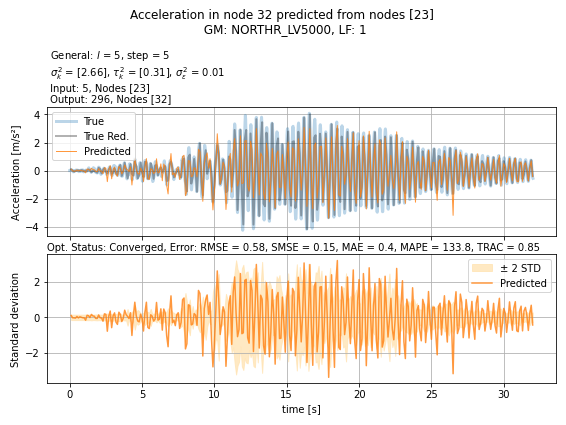 Acceleration in node 32 predicted from nodes [23]
GM: NORTHR_LV5000, LF: 1
General: l = 5, step = 5
σ²ₖ = [2.66], τ²ₖ = [0.31], σ²ε = 0.01
Input: 5, Nodes [23]
Output: 296, Nodes [32]
Acceleration [m/s²]
4
2
0
−2
−4
True
True Red.
Predicted
Opt. Status: Converged, Error: RMSE = 0.58, SMSE = 0.15, MAE = 0.4, MAPE = 133.8, TRAC = 0.85
Standard deviation
2
0
−2
± 2 STD
Predicted
0 5 10 15 20 25 30
time [s]